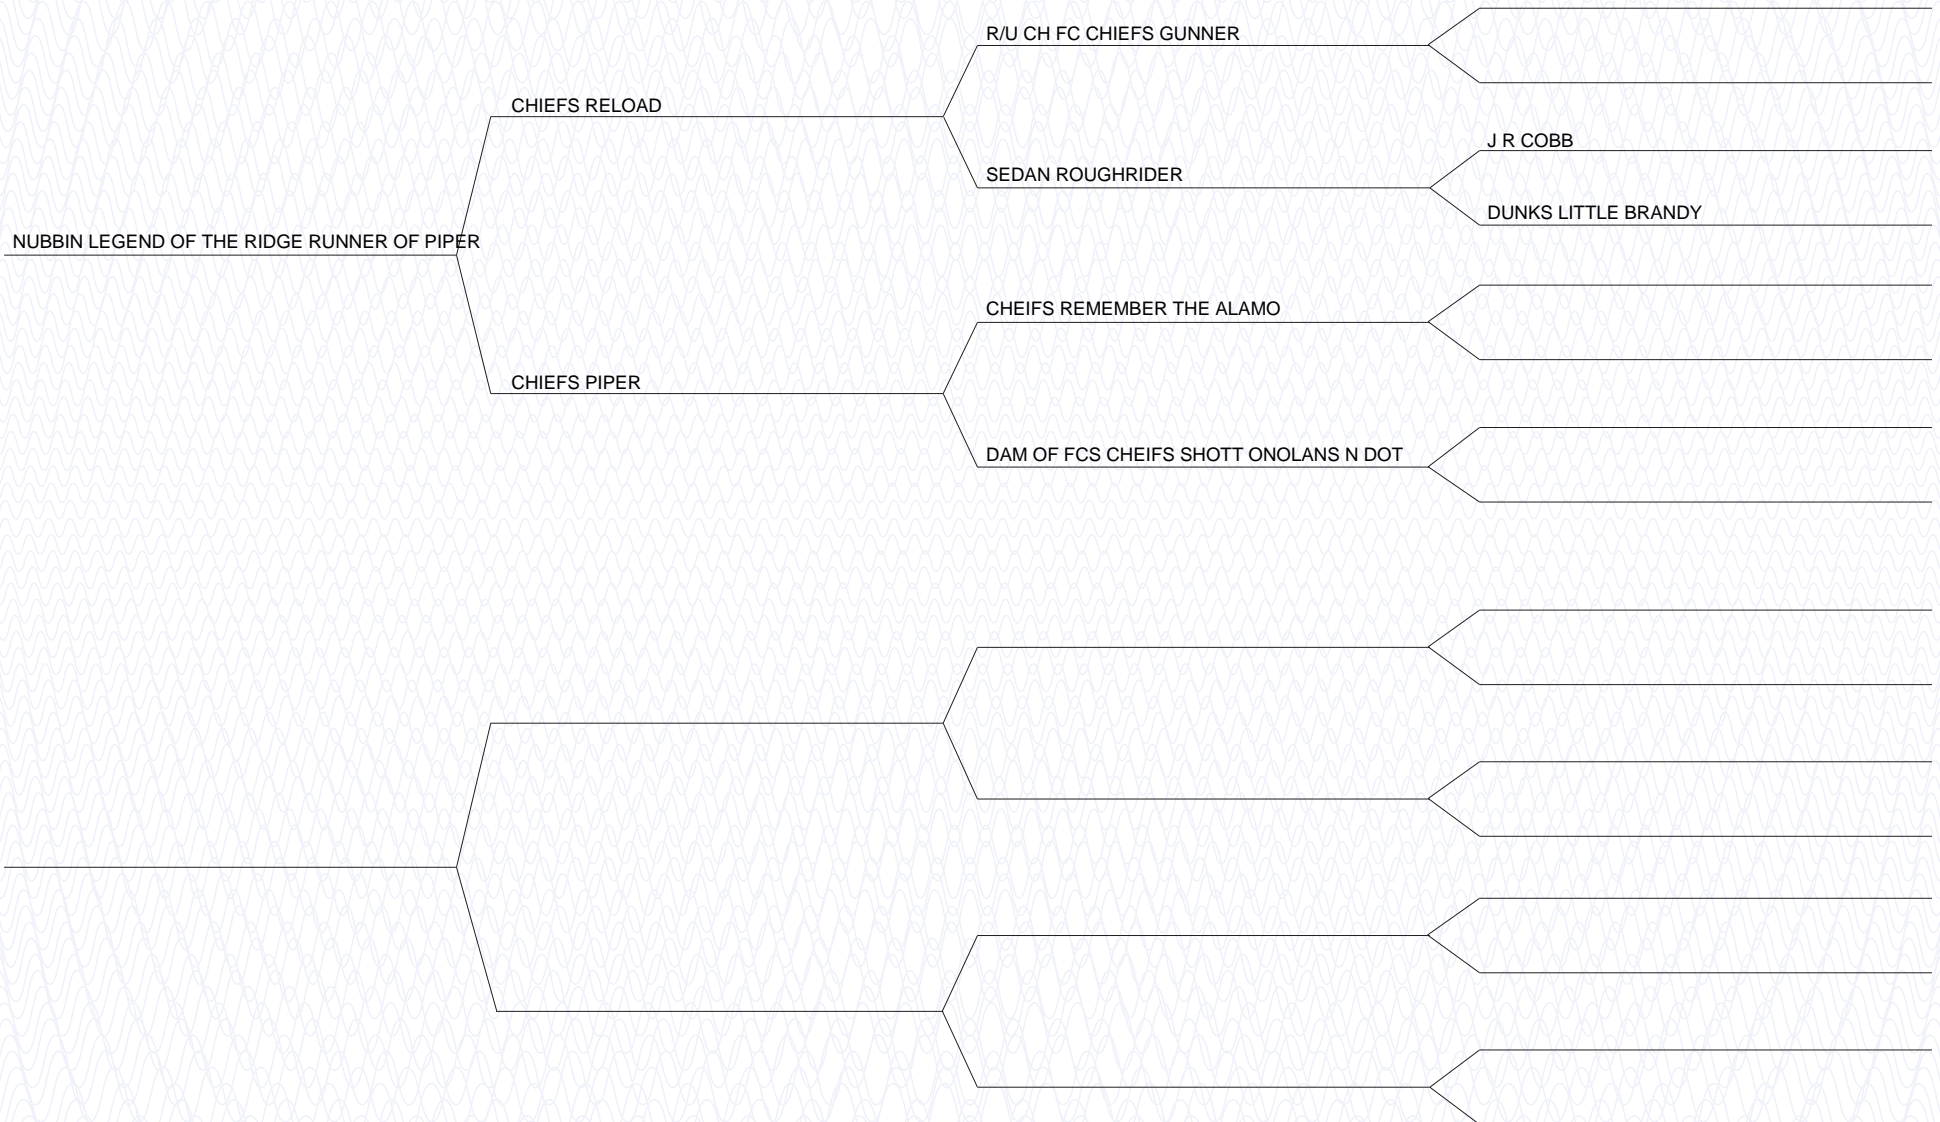 R/U CH FC CHIEFS GUNNER
CHIEFS RELOAD
J R COBB
SEDAN ROUGHRIDER
DUNKS LITTLE BRANDY
NUBBIN LEGEND OF THE RIDGE RUNNER OF PIPER
CHEIFS REMEMBER THE ALAMO
CHIEFS PIPER
DAM OF FCS CHEIFS SHOTT ONOLANS N DOT